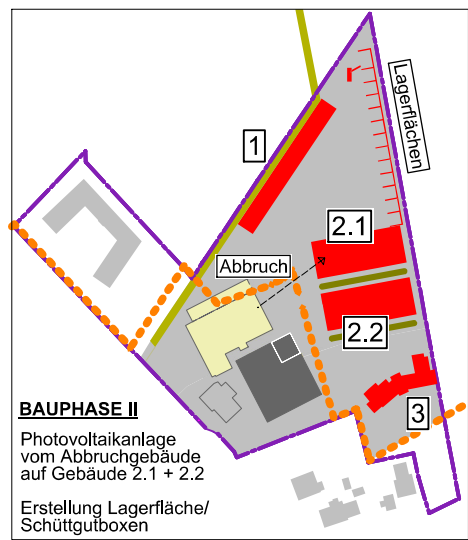 1
Lagerflächen
2.1
Abbruch
2.2
3
BAUPHASE II
Photovoltaikanlage
vom Abbruchgebäude
auf Gebäude 2.1 + 2.2
Erstellung Lagerfläche/
Schüttgutboxen